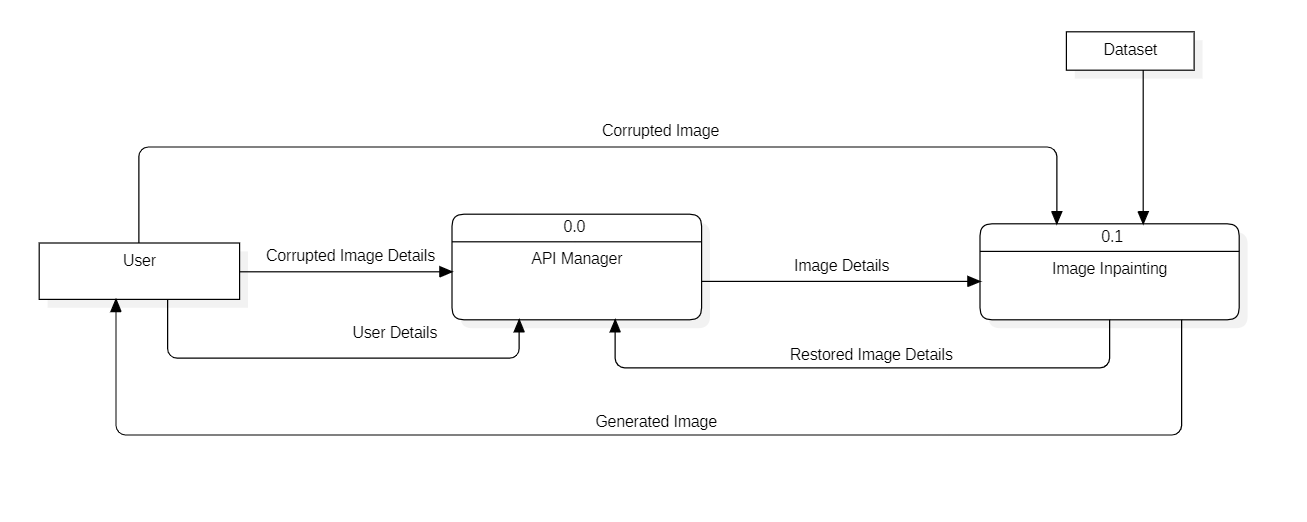 Dataset
Corrupted Image
0.0
0.1
User
Corrupted Image Details
API Manager
Image Details
Image Inpainting
User Details
Restored Image Details
Generated Image